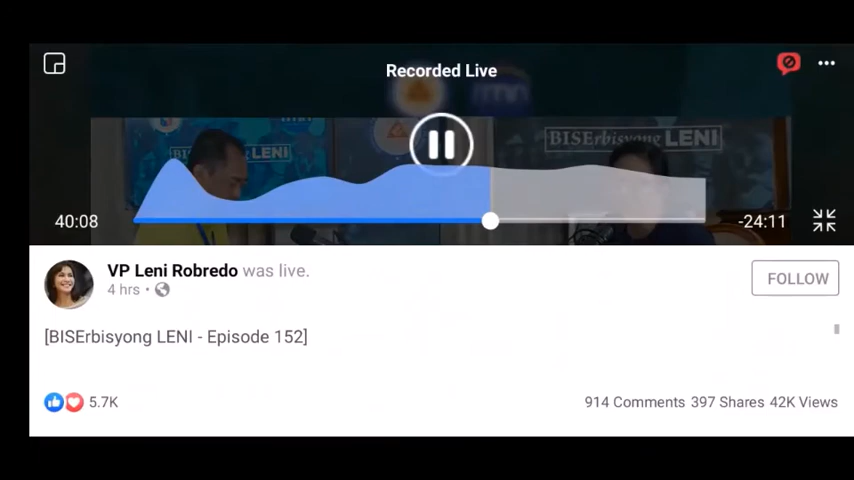 Recorded Live
BISErbisyong LENI
BISErbisyong LENI
40:08
-24:11
VP Leni Robredo was live.
4 hrs
FOLLOW
[BISErbisyong LENI - Episode 152]
5.7K
914 Comments 397 Shares 42K Views